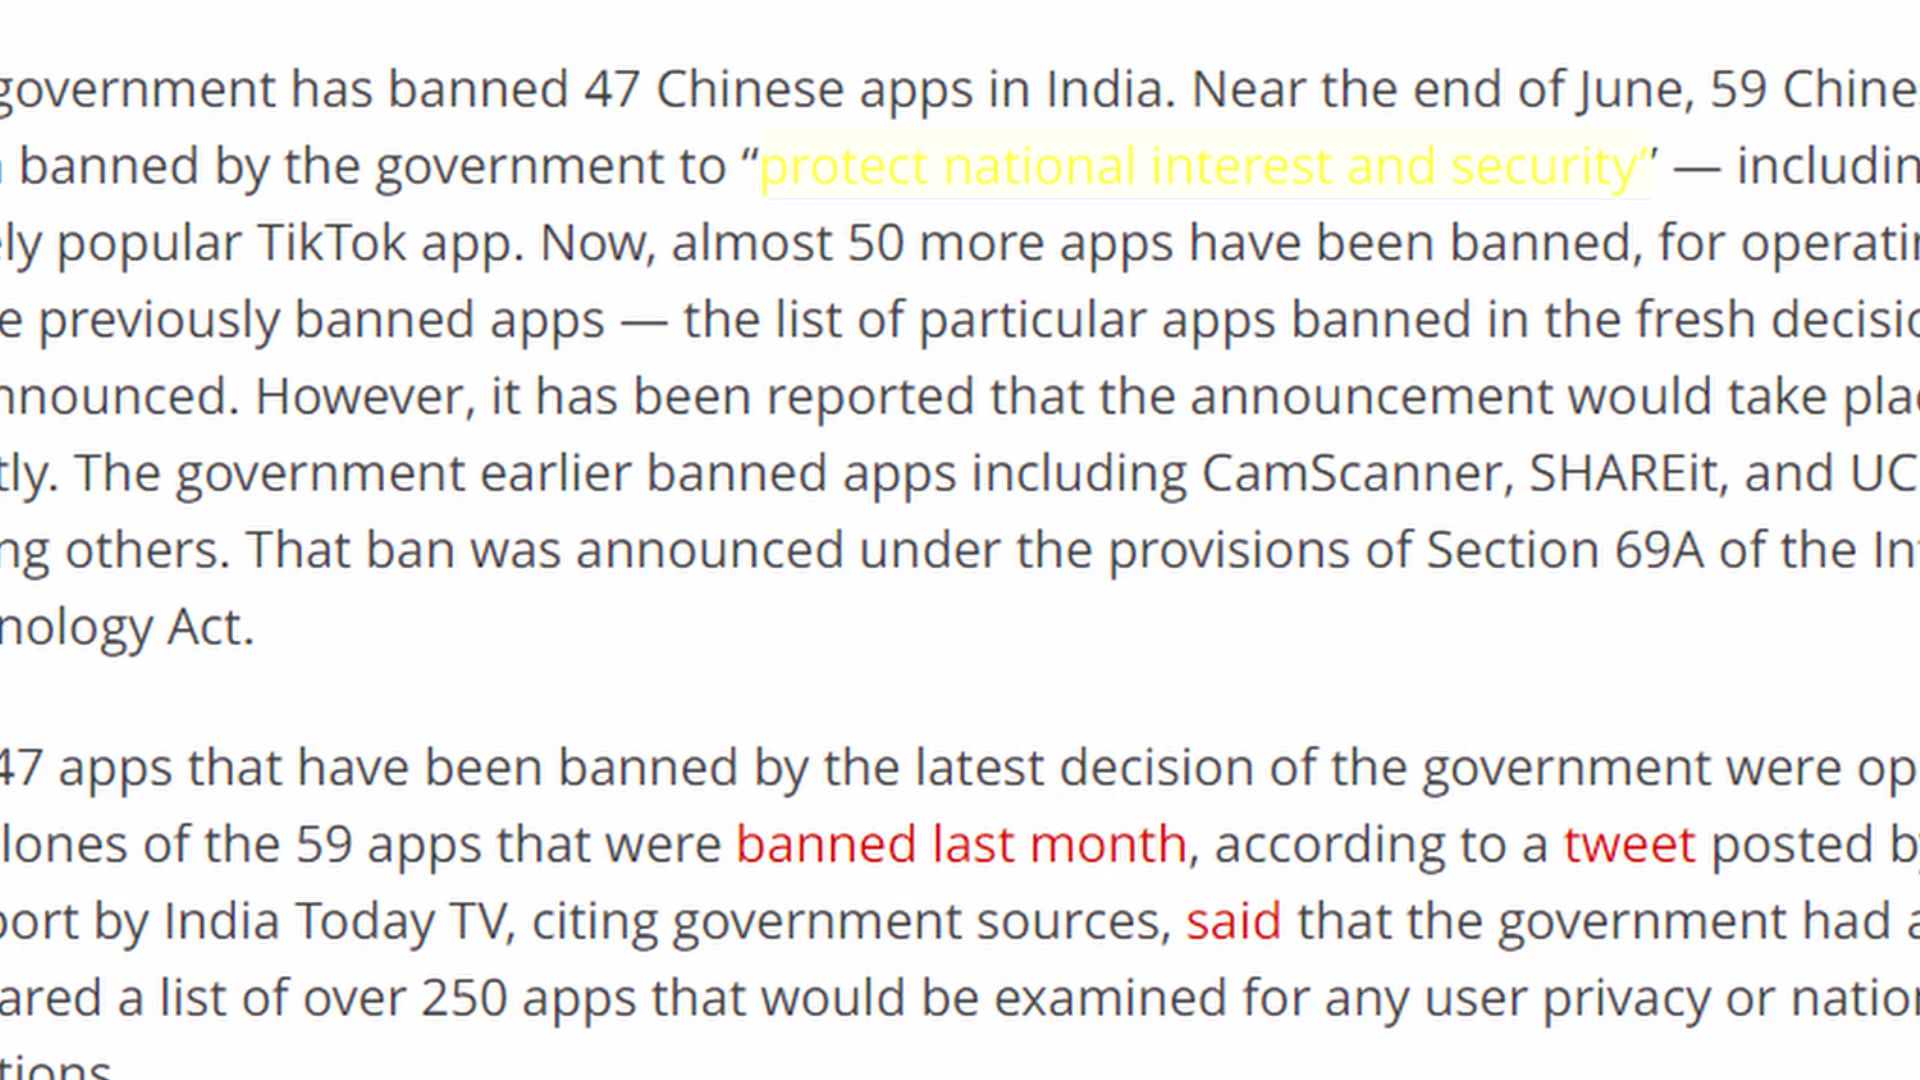 government has banned 47 Chinese apps in India. Near the end of June, 59 Chine
banned by the government to “protect national interest and security” — includin
ly popular TikTok app. Now, almost 50 more apps have been banned, for operatin
e previously banned apps — the list of particular apps banned in the fresh decisio
nnounced. However, it has been reported that the announcement would take plac
tly. The government earlier banned apps including CamScanner, SHAREit, and UC
ng others. That ban was announced under the provisions of Section 69A of the In
nology Act.
47 apps that have been banned by the latest decision of the government were op
lones of the 59 apps that were banned last month, according to a tweet posted by
port by India Today TV, citing government sources, said that the government had a
ared a list of over 250 apps that would be examined for any user privacy or nation
tions